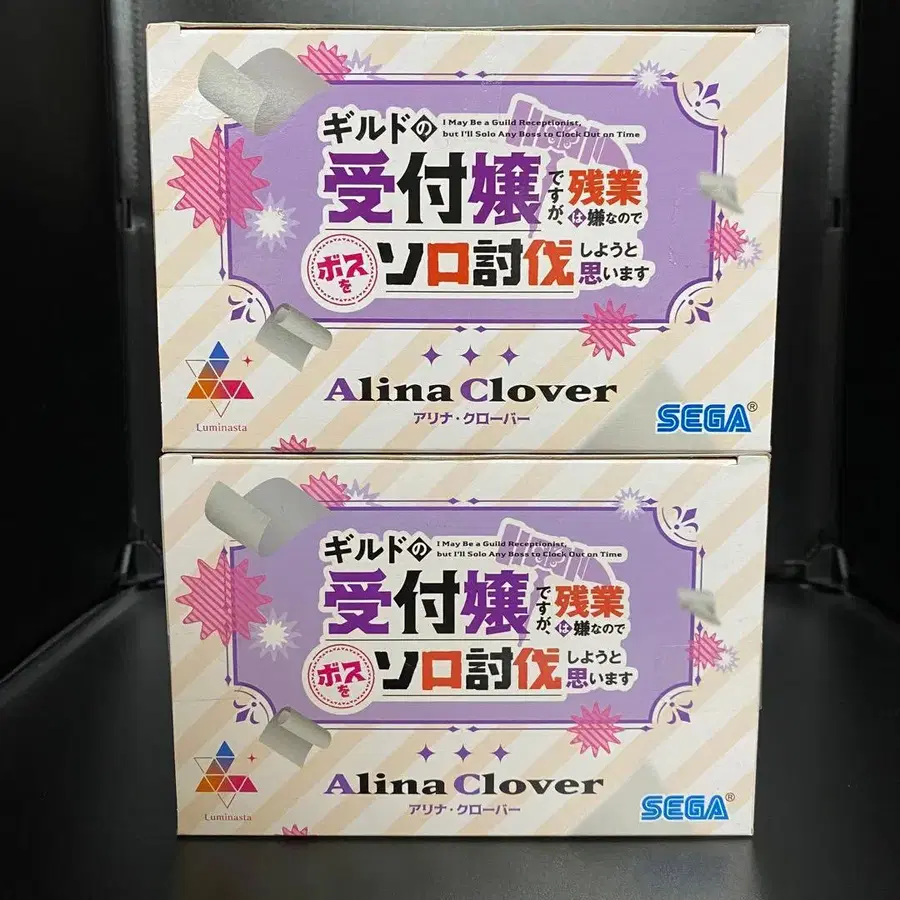 ギルドの
I May Be a Guild Receptionist,
but I'll Solo Any Boss to Clock Out on Time
受付嬢ですが、残業は嫌なので
ボスをソロ討伐しようと思います
Alina Clover
アリナ・クローバー
Luminasta
SEGA®
ギルドの
I May Be a Guild Receptionist,
but I'll Solo Any Boss to Clock Out on Time
受付嬢ですが、残業は嫌なので
ボスをソロ討伐しようと思います
Alina Clover
アリナ・クローバー
Luminasta
SEGA®